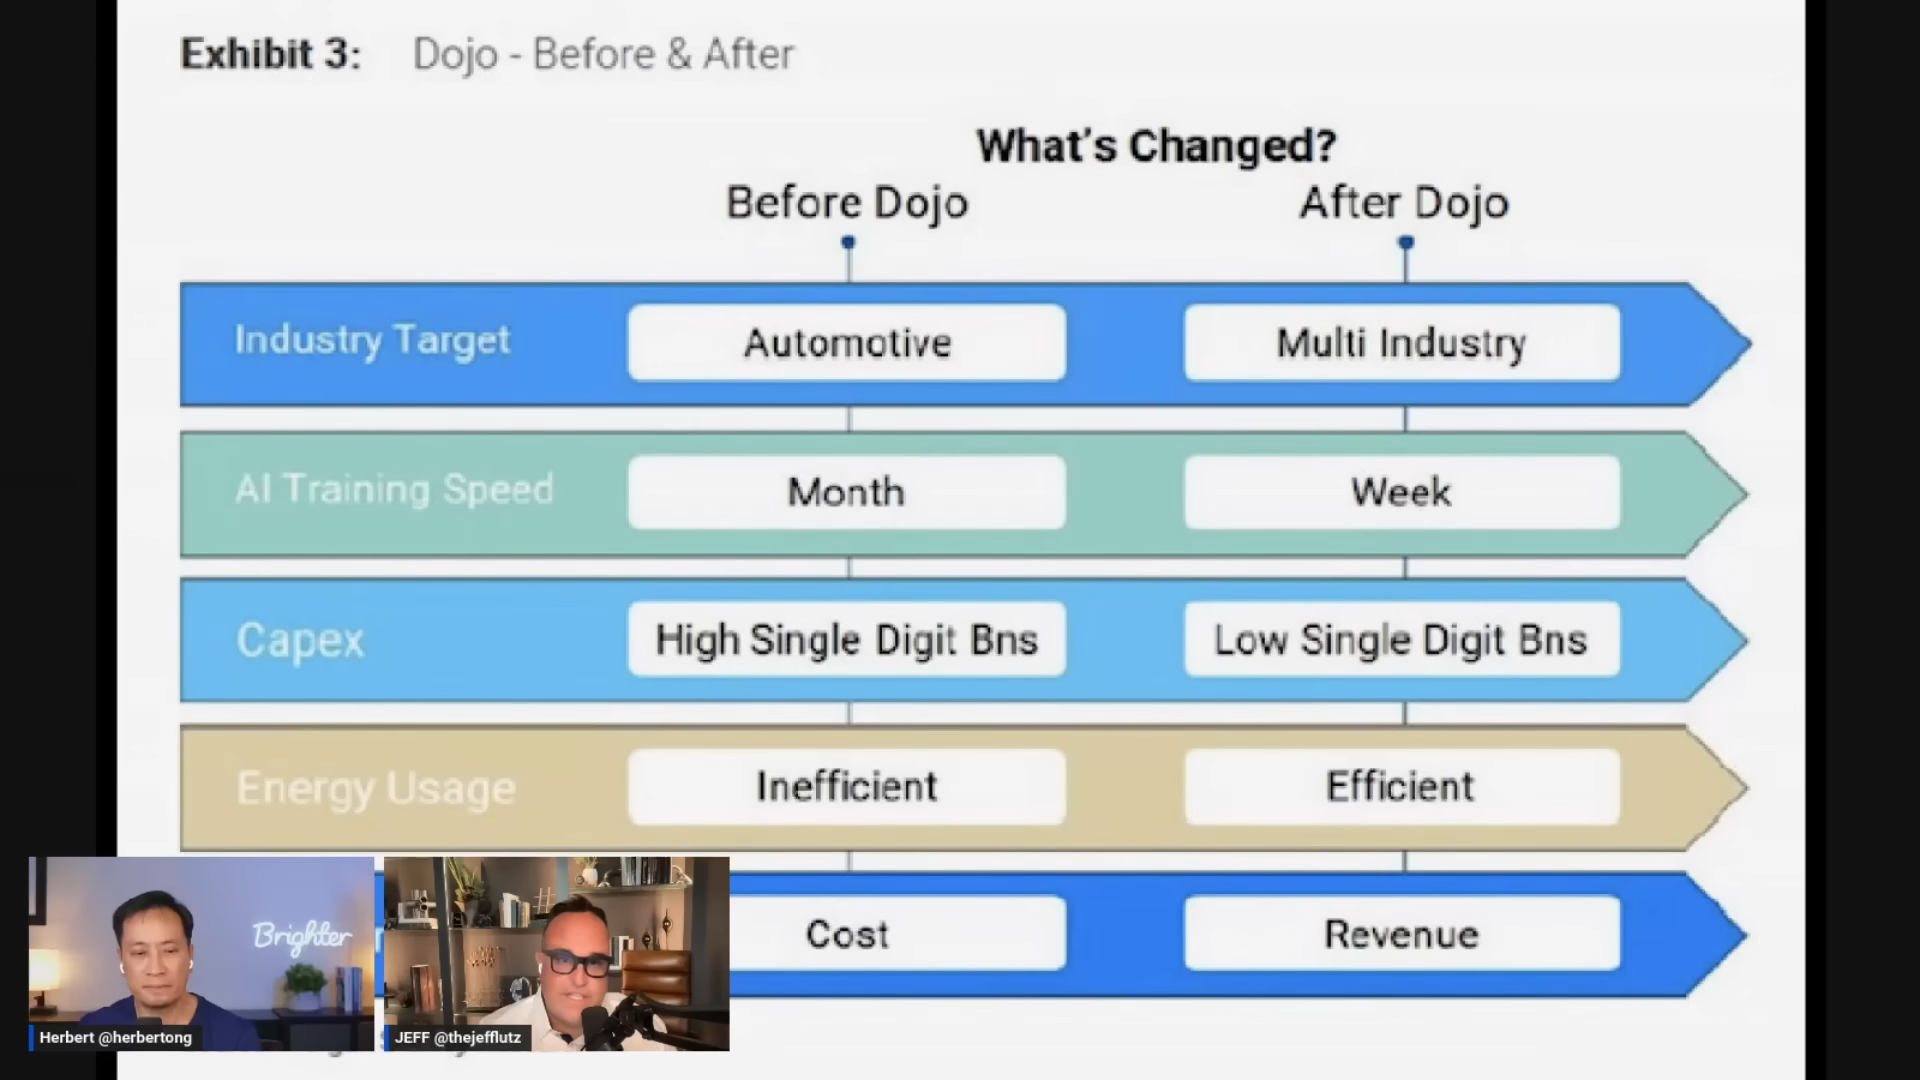 Exhibit 3: Dojo - Before & After
What's Changed?
Before Dojo After Dojo
Industry Target Automotive Multi Industry
AI Training Speed Month Week
Capex High Single Digit Bns Low Single Digit Bns
Energy Usage Inefficient Efficient
Cost Revenue
Brighter
Herbert @herbertong
JEFF @thejefflutz